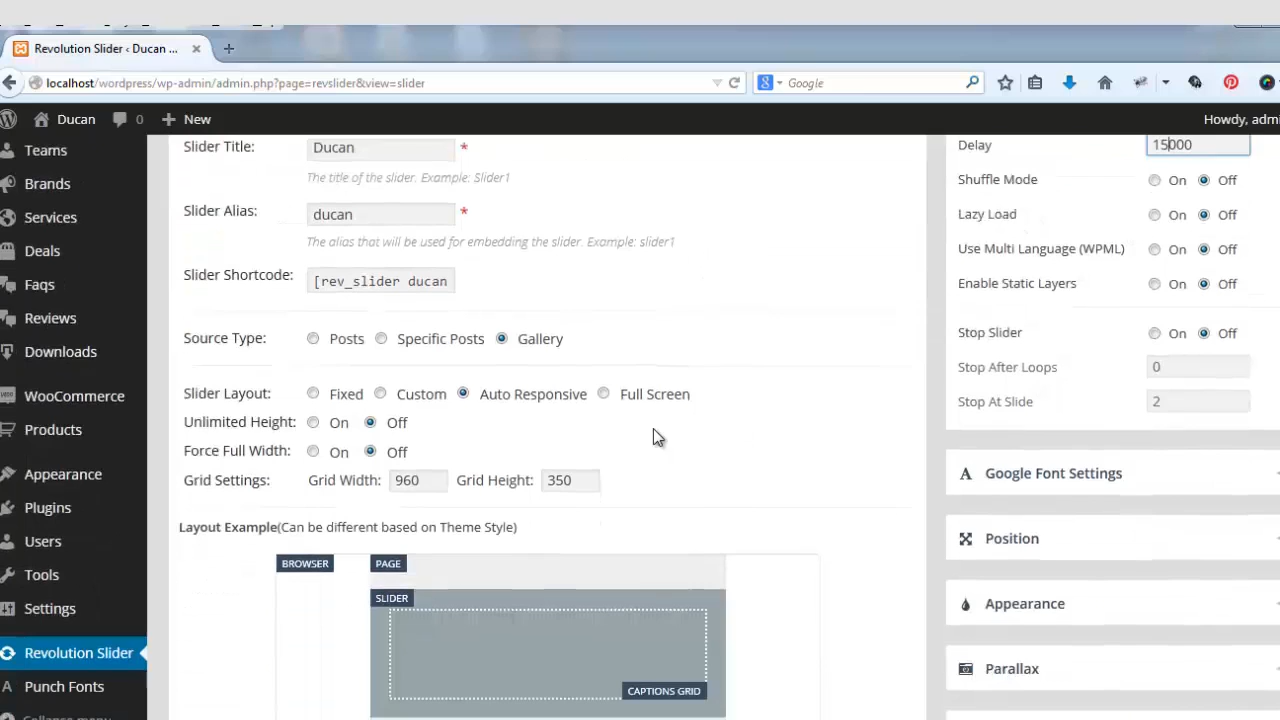 Revolution Slider ‹ Ducan ...
localhost/wordpress/wp-admin/admin.php?page=revslider&view=slider
Google
Ducan
0
New
Howdy, admi
Teams
Brands
Services
Deals
Faqs
Reviews
Downloads
WooCommerce
Products
Appearance
Plugins
Users
Tools
Settings
Revolution Slider
Punch Fonts
Collapse menu
Slider Title: Ducan *
The title of the slider. Example: Slider1
Slider Alias: ducan *
The alias that will be used for embedding the slider. Example: slider1
Slider Shortcode: [rev_slider ducan
Source Type: Posts Specific Posts Gallery
Slider Layout: Fixed Custom Auto Responsive Full Screen
Unlimited Height: On Off
Force Full Width: On Off
Grid Settings: Grid Width: 960 Grid Height: 350
Layout Example(Can be different based on Theme Style)
BROWSER
PAGE
SLIDER
CAPTIONS GRID
Delay 15000
Shuffle Mode On Off
Lazy Load On Off
Use Multi Language (WPML) On Off
Enable Static Layers On Off
Stop Slider On Off
Stop After Loops 0
Stop At Slide 2
Google Font Settings
Position
Appearance
Parallax